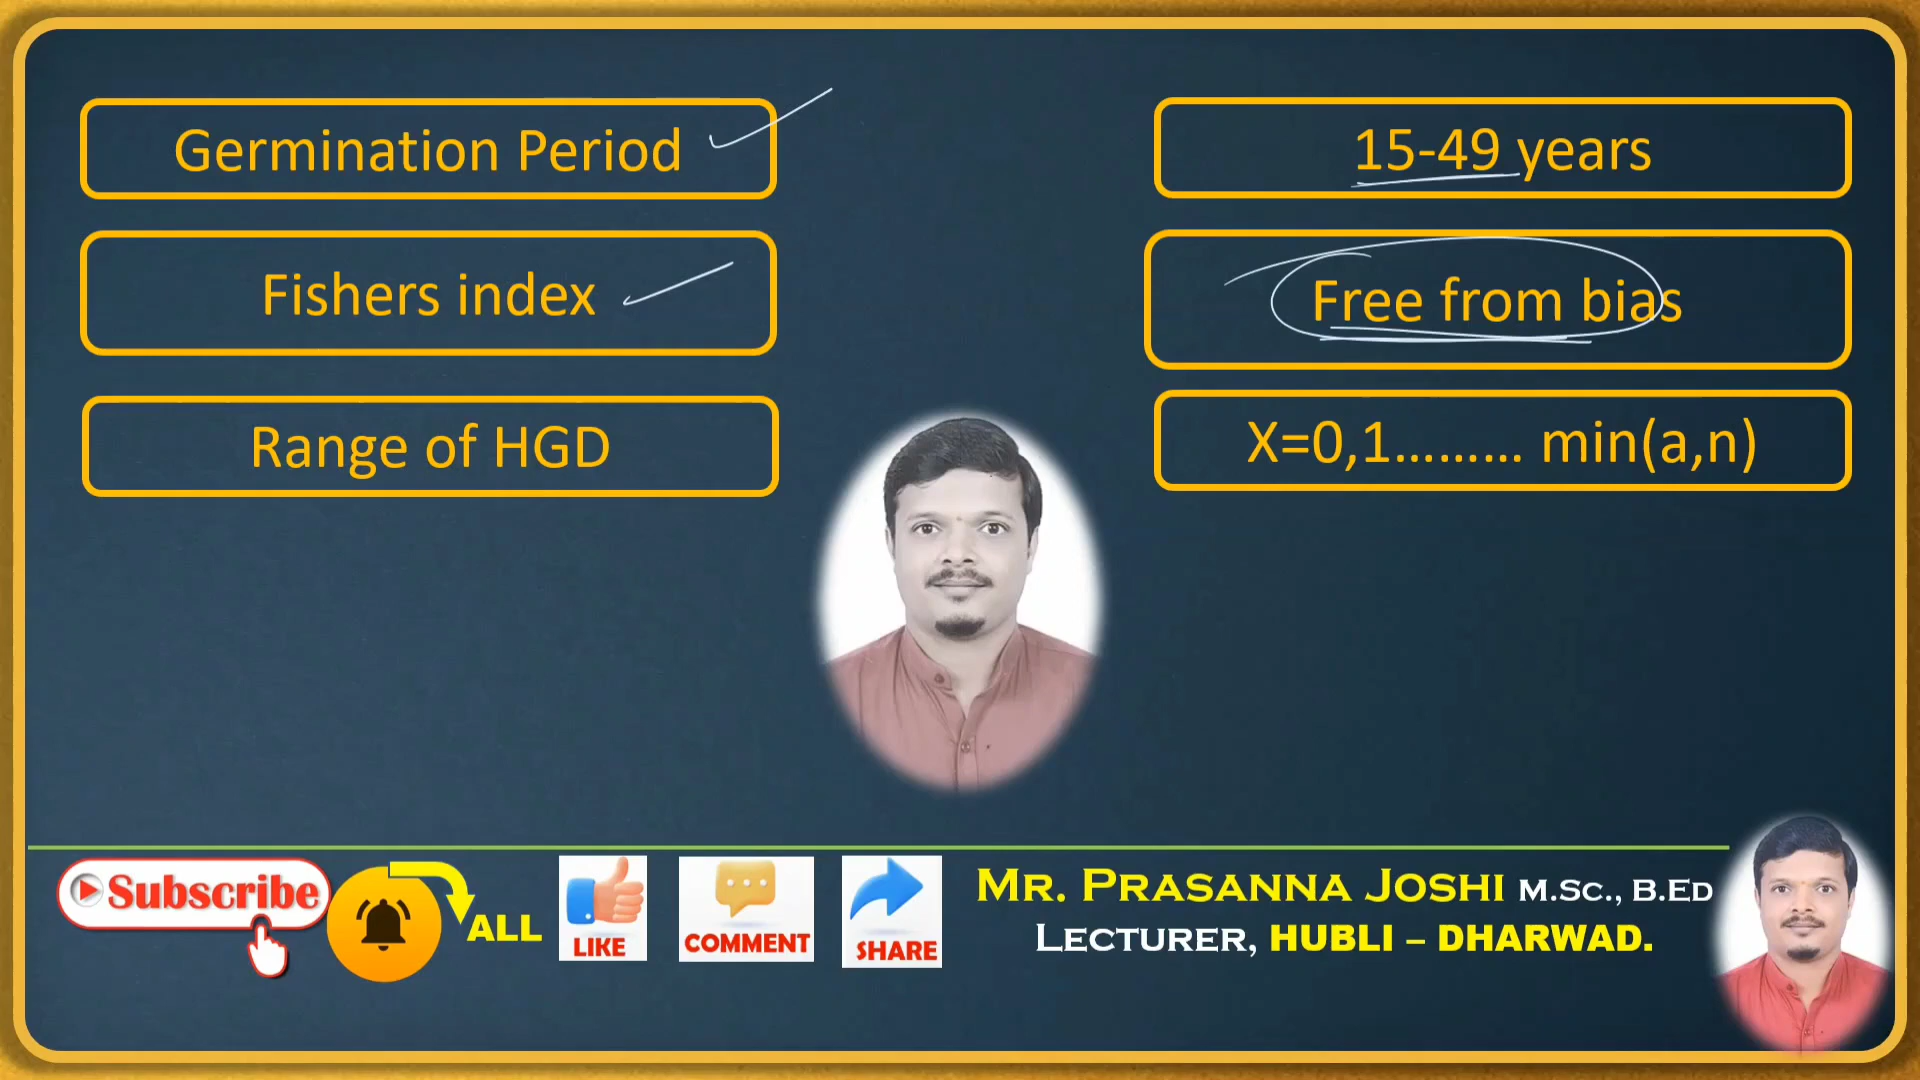 Germination Period
15-49 years
Fishers index
Free from bias
Range of HGD
X=0,1......... min(a,n)
Subscribe
ALL
LIKE
COMMENT
SHARE
MR. PRASANNA JOSHI M.SC., B.ED
LECTURER, HUBLI – DHARWAD.